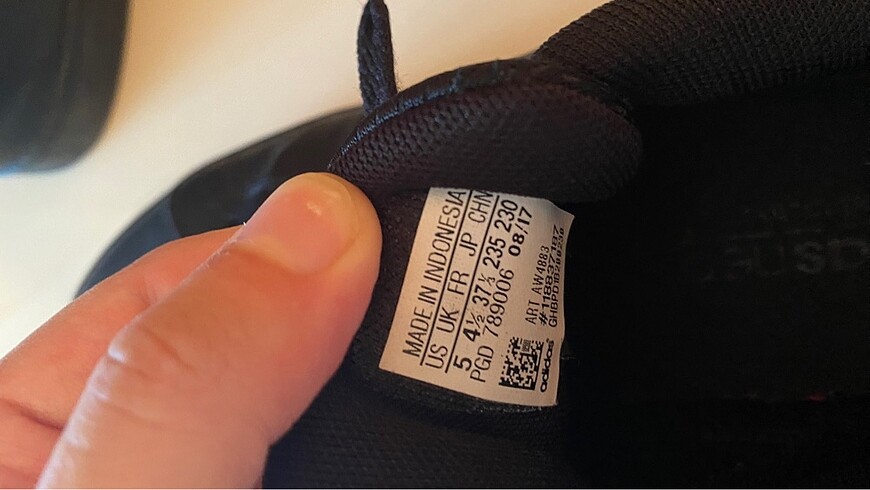 MADE IN INDONESIA
US UK FR JP CHN
5 4½ 37⅓ 235 230
PGD 789006 08/17
ART AW4883
adidas